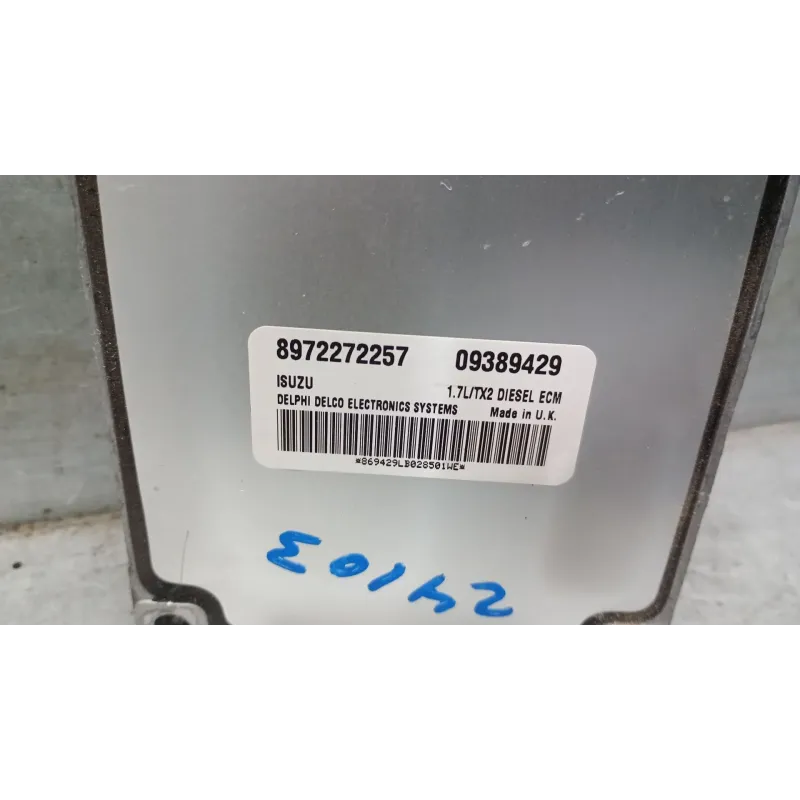 8972272257 09389429
ISUZU 1.7L/TX2 DIESEL ECM
DELPHI DELCO ELECTRONICS SYSTEMS Made in U.K.
*869429LB028501WE*
24103